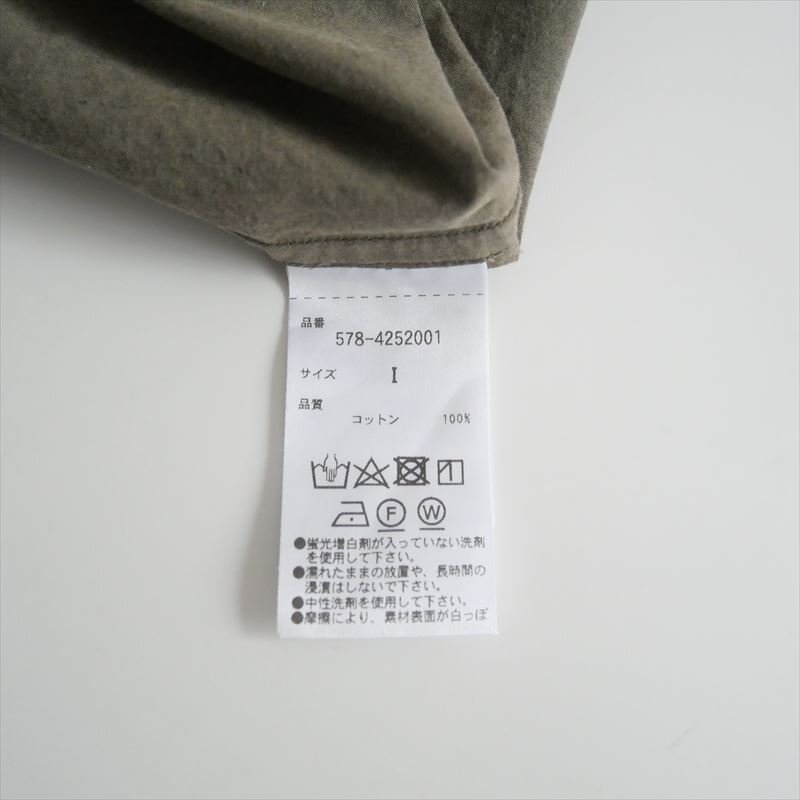 品番
578-4252001
サイズ I
品質
コットン 100%
F W
●蛍光増白剤が入っていない洗剤
を使用して下さい。
●濡れたままの放置や、長時間の
浸漬はしないで下さい。
●中性洗剤を使用して下さい。
●摩擦により、素材表面が白っぽ